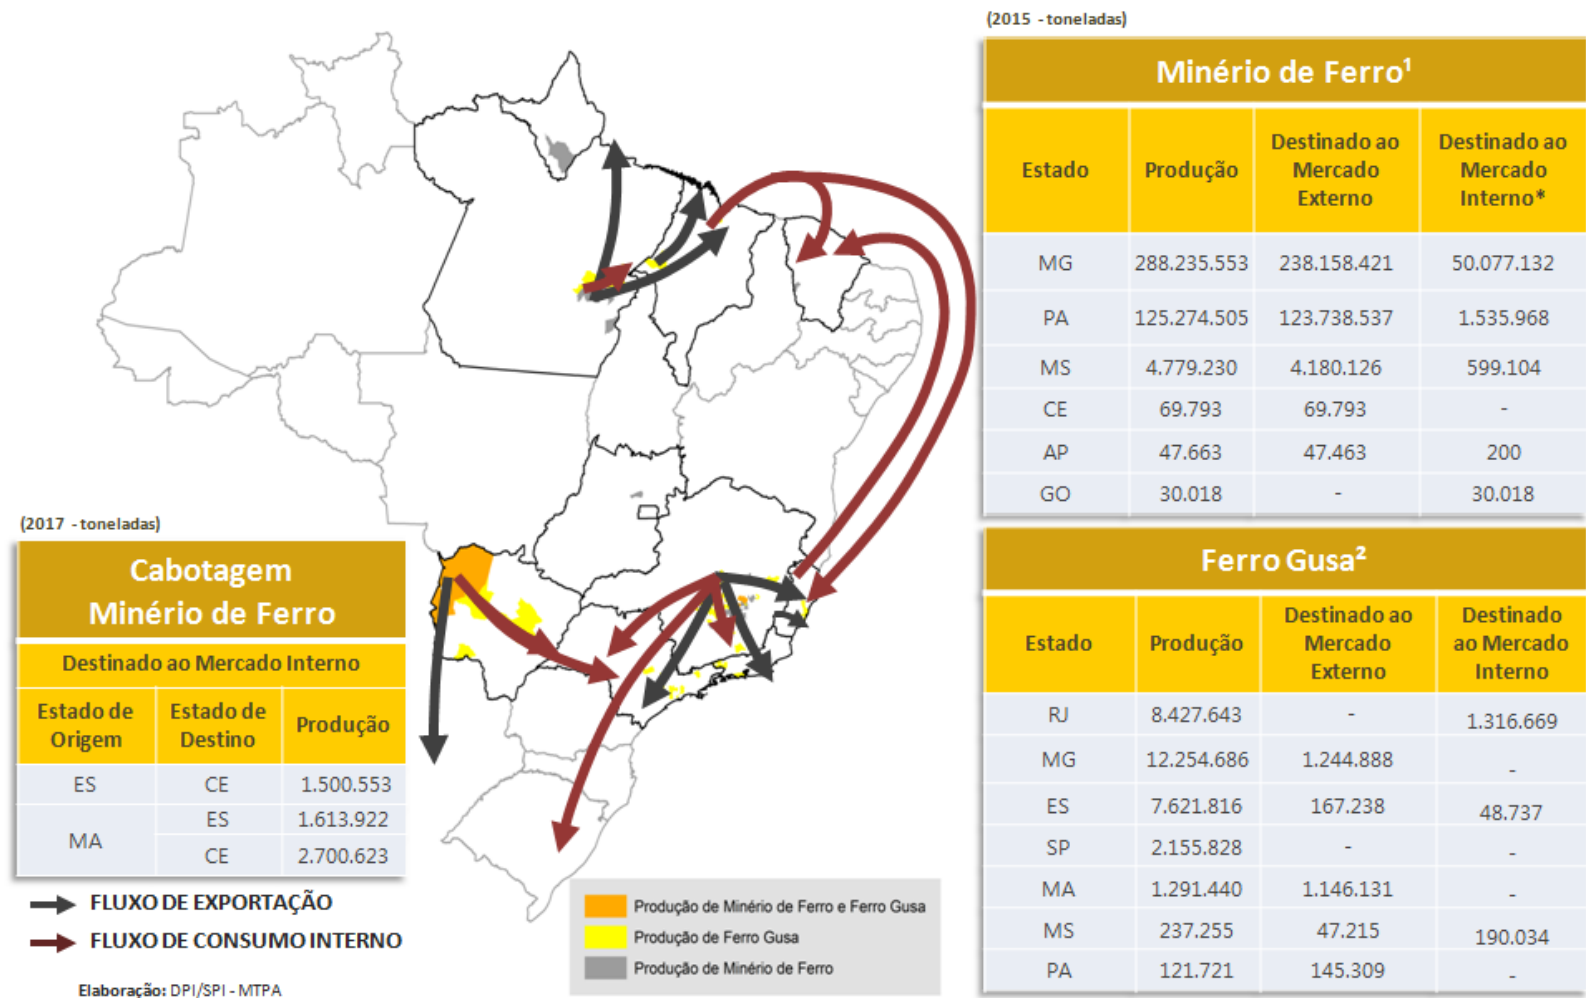 (2015 - toneladas)
Minério de Ferro¹
Estado Produção Destinado ao Mercado Externo Destinado ao Mercado Interno*
MG 288.235.553 238.158.421 50.077.132
PA 125.274.505 123.738.537 1.535.968
MS 4.779.230 4.180.126 599.104
CE 69.793 69.793 -
AP 47.663 47.463 200
GO 30.018 - 30.018
(2017 - toneladas)
Cabotagem
Minério de Ferro
Destinado ao Mercado Interno
Estado de Origem Estado de Destino Produção
ES CE 1.500.553
MA ES 1.613.922
CE 2.700.623
FLUXO DE EXPORTAÇÃO
FLUXO DE CONSUMO INTERNO
Elaboração: DPI/SPI - MTPA
Produção de Minério de Ferro e Ferro Gusa
Produção de Ferro Gusa
Produção de Minério de Ferro
Ferro Gusa²
Estado Produção Destinado ao Mercado Externo Destinado ao Mercado Interno
RJ 8.427.643 - 1.316.669
MG 12.254.686 1.244.888 -
ES 7.621.816 167.238 48.737
SP 2.155.828 - -
MA 1.291.440 1.146.131 -
MS 237.255 47.215 190.034
PA 121.721 145.309 -